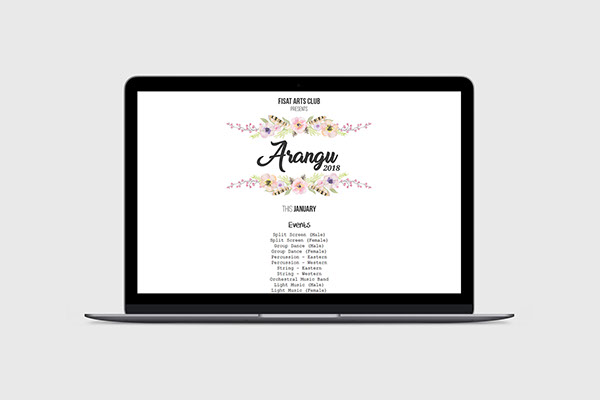 FISAT ARTS CLUB
PRESENTS
Arangu
2018
THIS JANUARY
Events
Split Screen (Male)
Split Screen (Female)
Group Dance (Male)
Group Dance (Female)
Percussion - Eastern
Percussion - Western
String - Eastern
String - Western
Orchestral Music Band
Light Music (Male)
Light Music (Female)